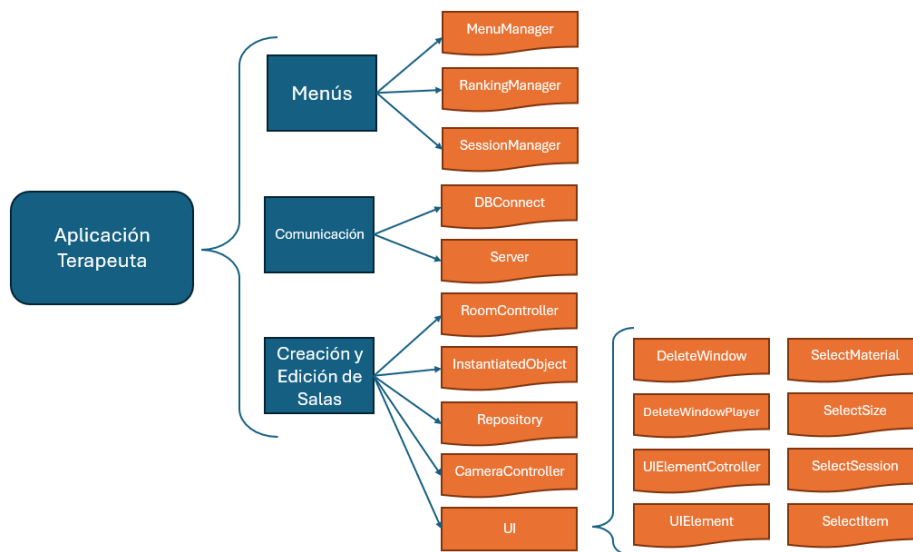 Aplicación
Terapeuta
Menús
MenuManager
RankingManager
SessionManager
Comunicación
DBConnect
Server
Creación y
Edición de
Salas
RoomController
InstantiatedObject
Repository
CameraController
UI
DeleteWindow
SelectMaterial
DeleteWindowPlayer
SelectSize
UIElementCotroller
SelectSession
UIElement
SelectItem